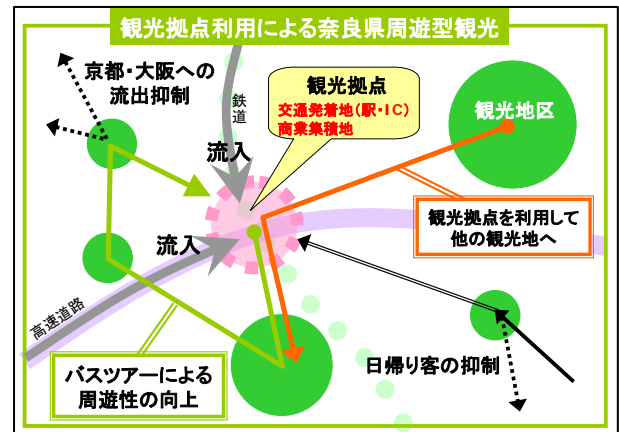 観光拠点利用による奈良県周遊型観光
京都・大阪への
流出抑制
鉄道
観光拠点
交通発着地(駅・IC)
商業集積地
観光地区
流入
流入
観光拠点を利用して
他の観光地へ
高速道路
バスツアーによる
周遊性の向上
日帰り客の抑制